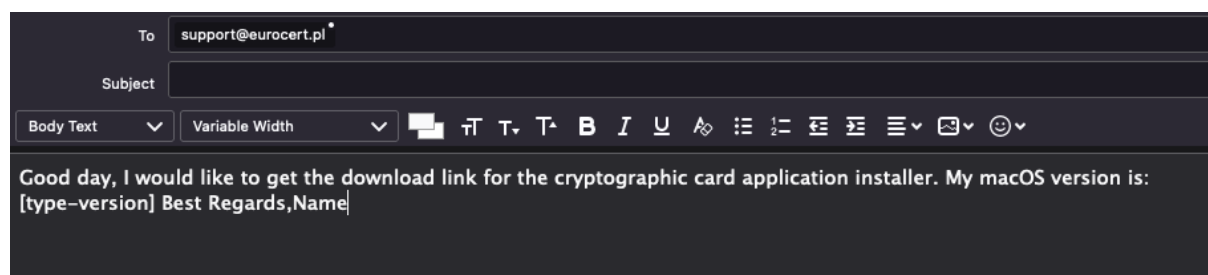 To support@eurocert.pl
Subject
Body Text Variable Width
Good day, I would like to get the download link for the cryptographic card application installer. My macOS version is:
[type-version] Best Regards,Name